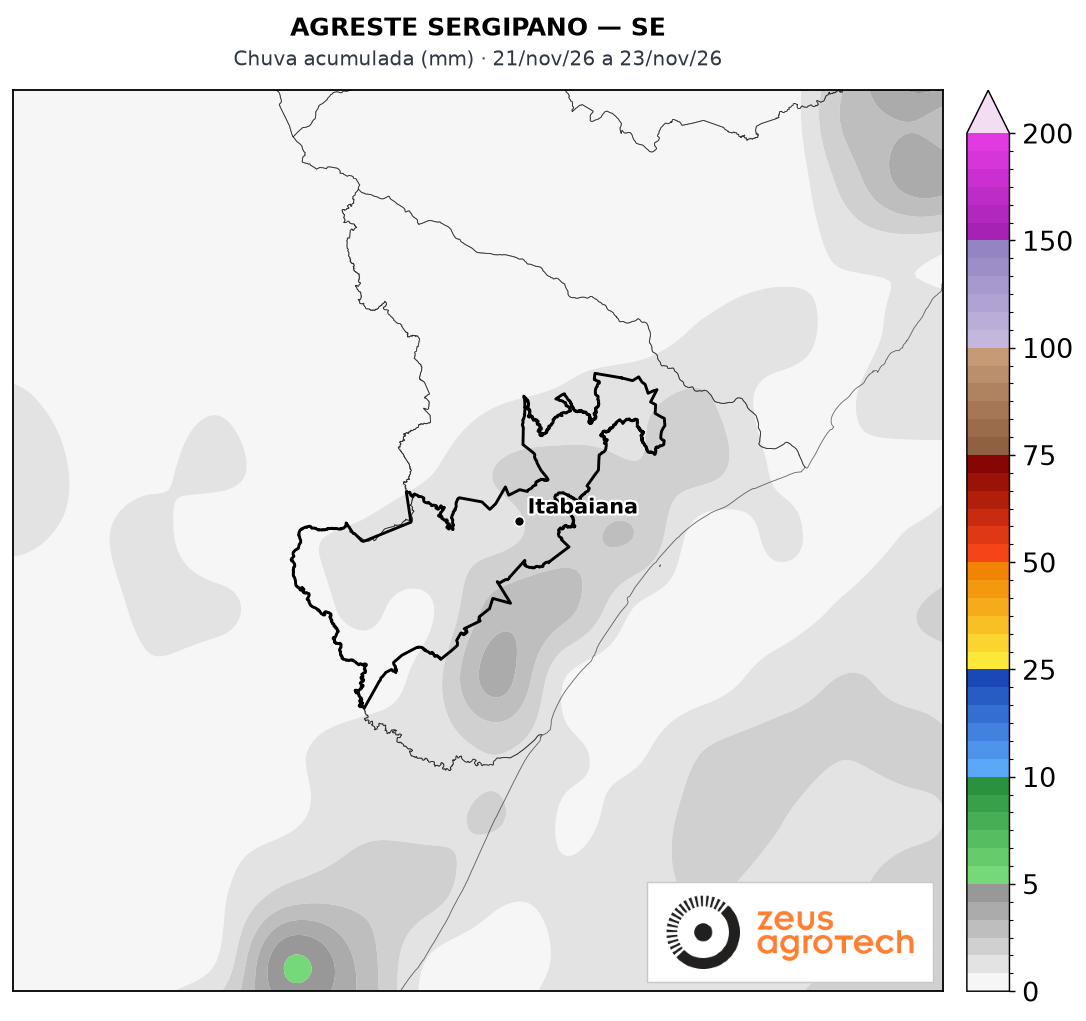 AGRESTE SERGIPANO — SE
Chuva acumulada (mm) · 21/nov/26 a 23/nov/26
200
150
100
75
50
25
10
5
0
Itabaiana
zeus
agrotech